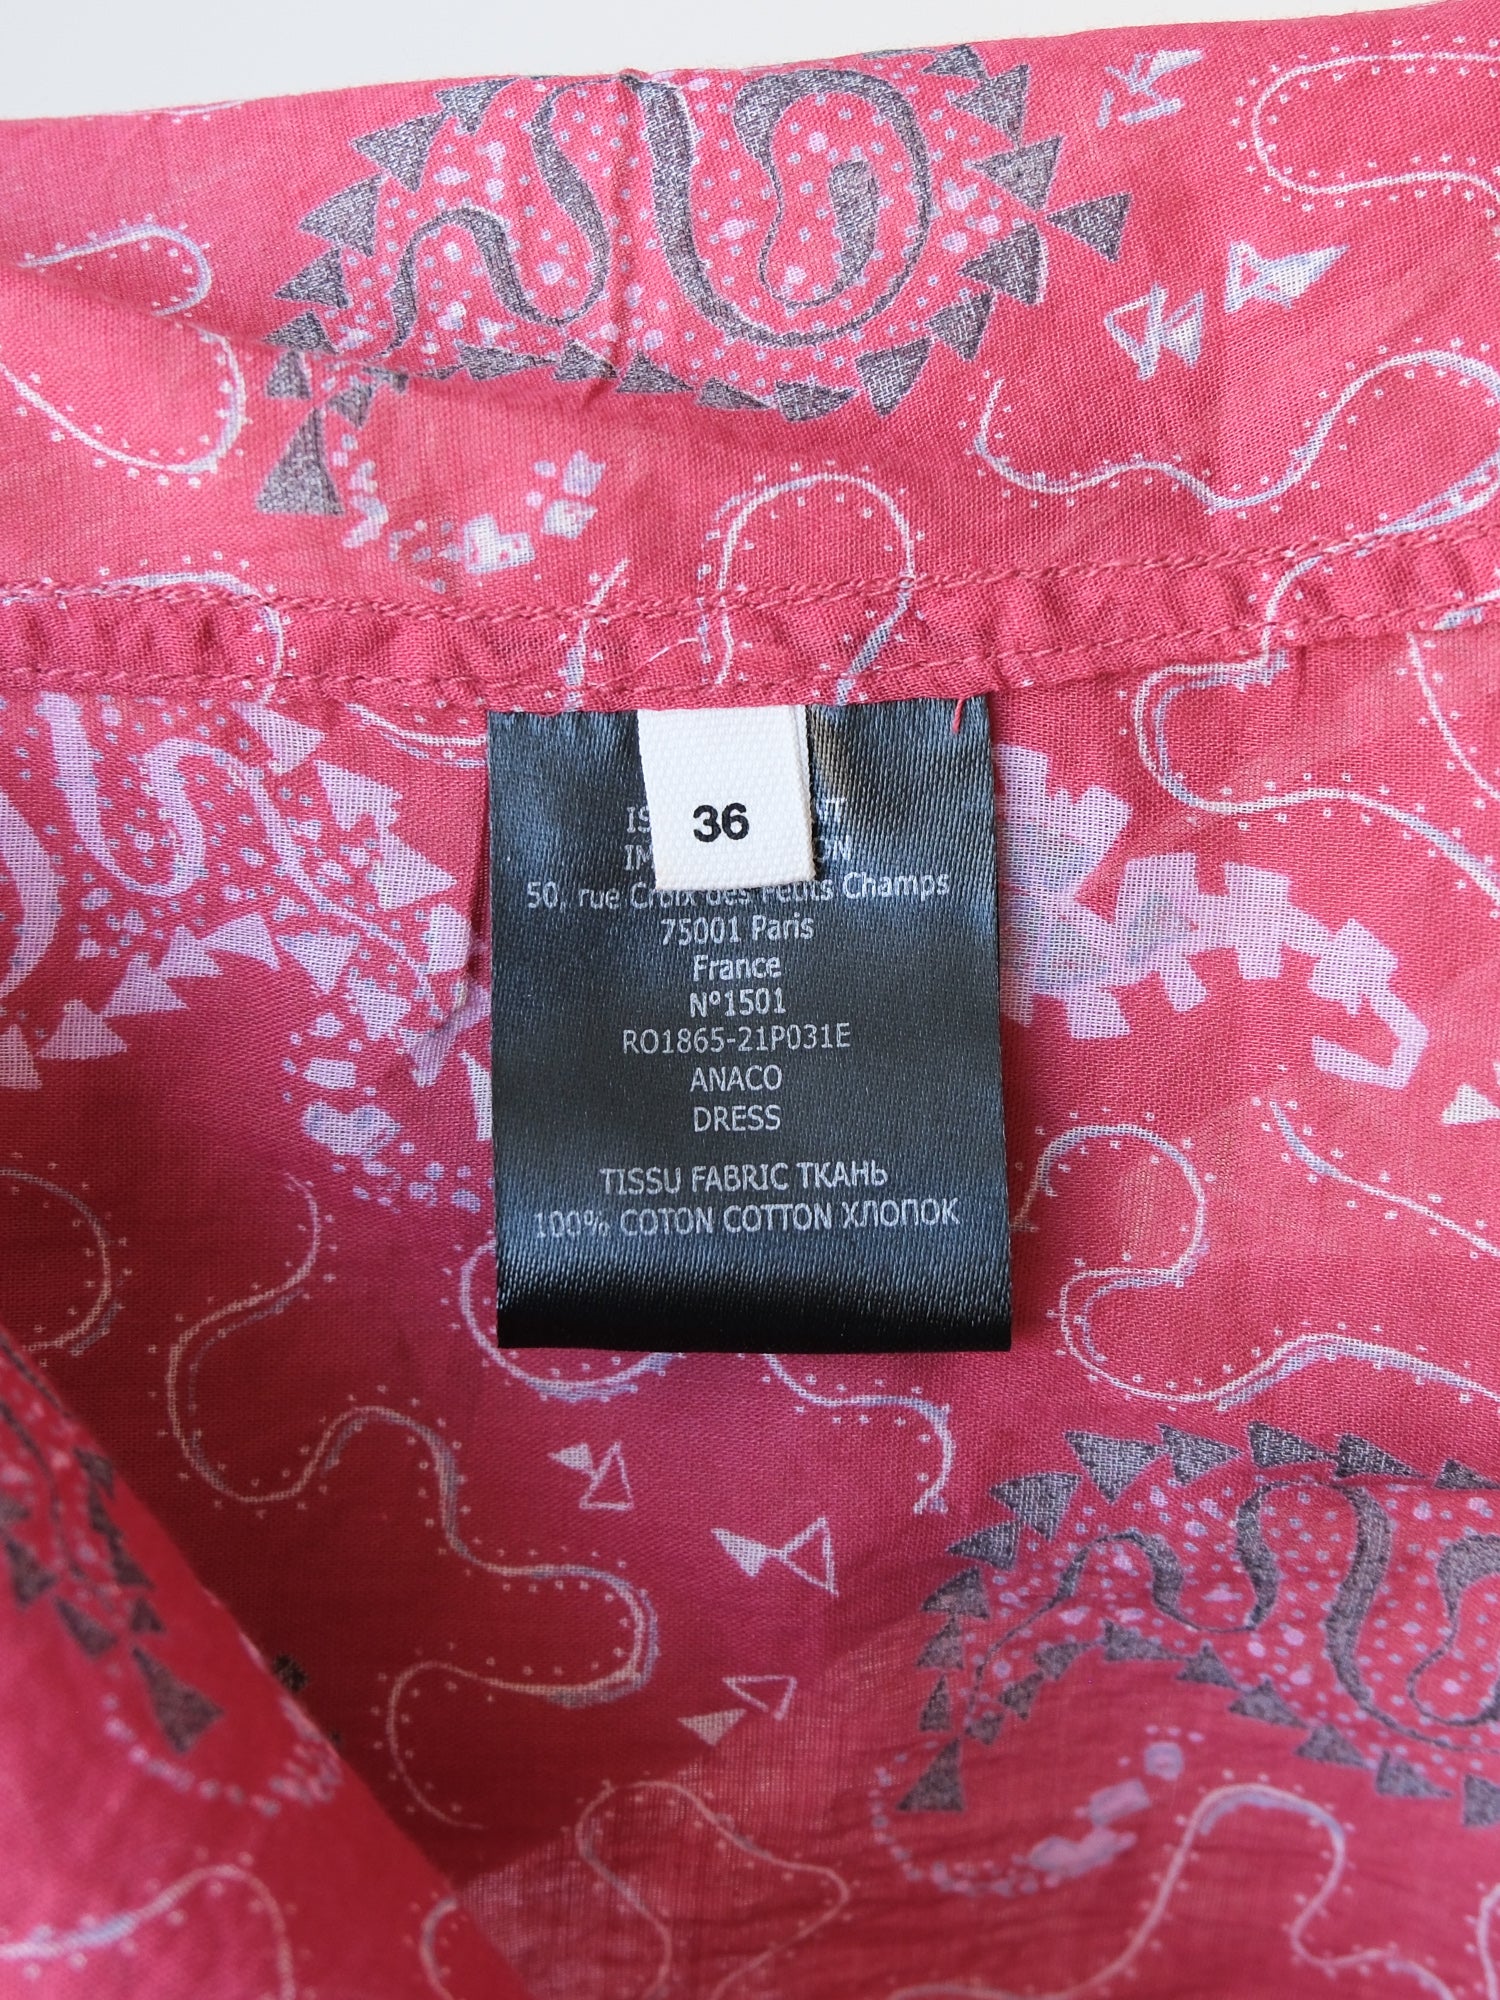 36
50, rue Croix des Petits Champs
75001 Paris
France
Nº1501
RO1865-21P031E
ANACO
DRESS
TISSU FABRIC ТКАНЬ
100% COTON COTTON ХЛОПОК